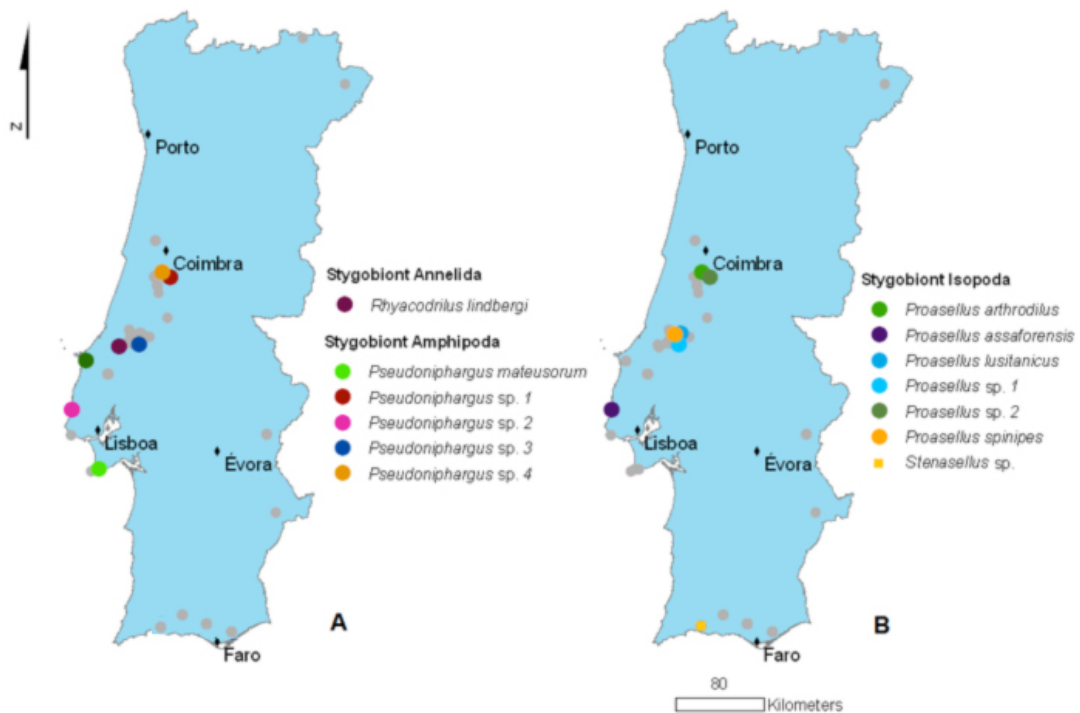 Z
Porto
Coimbra
Lisboa
Évora
Faro
A
Stygobiont Annelida
Rhyacodrilus lindbergi
Stygobiont Amphipoda
Pseudoniphargus mateusorum
Pseudoniphargus sp. 1
Pseudoniphargus sp. 2
Pseudoniphargus sp. 3
Pseudoniphargus sp. 4
Porto
Coimbra
Lisboa
Évora
Faro
B
Stygobiont Isopoda
Proasellus arthrodilus
Proasellus assaforensis
Proasellus lusitanicus
Proasellus sp. 1
Proasellus sp. 2
Proasellus spinipes
Stenasellus sp.
80
Kilometers